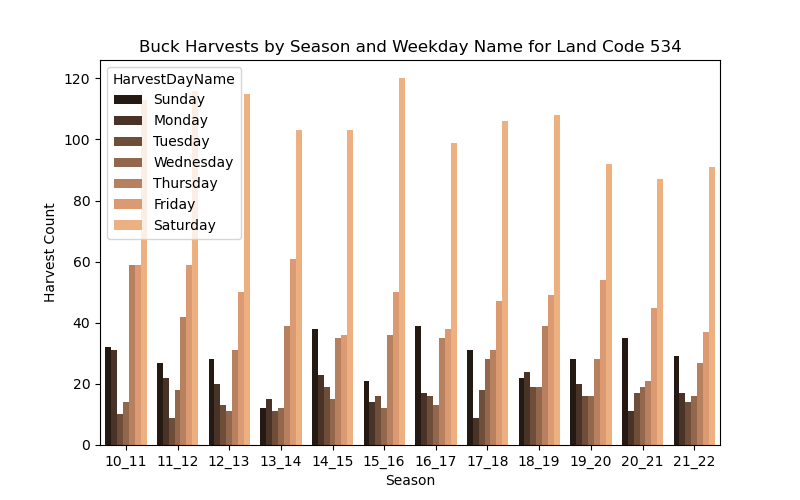 Buck Harvests by Season and Weekday Name for Land Code 534
HarvestDayName
Sunday
Monday
Tuesday
Wednesday
Thursday
Friday
Saturday
120
100
80
60
40
20
0
Harvest Count
10_11 11_12 12_13 13_14 14_15 15_16 16_17 17_18 18_19 19_20 20_21 21_22
Season